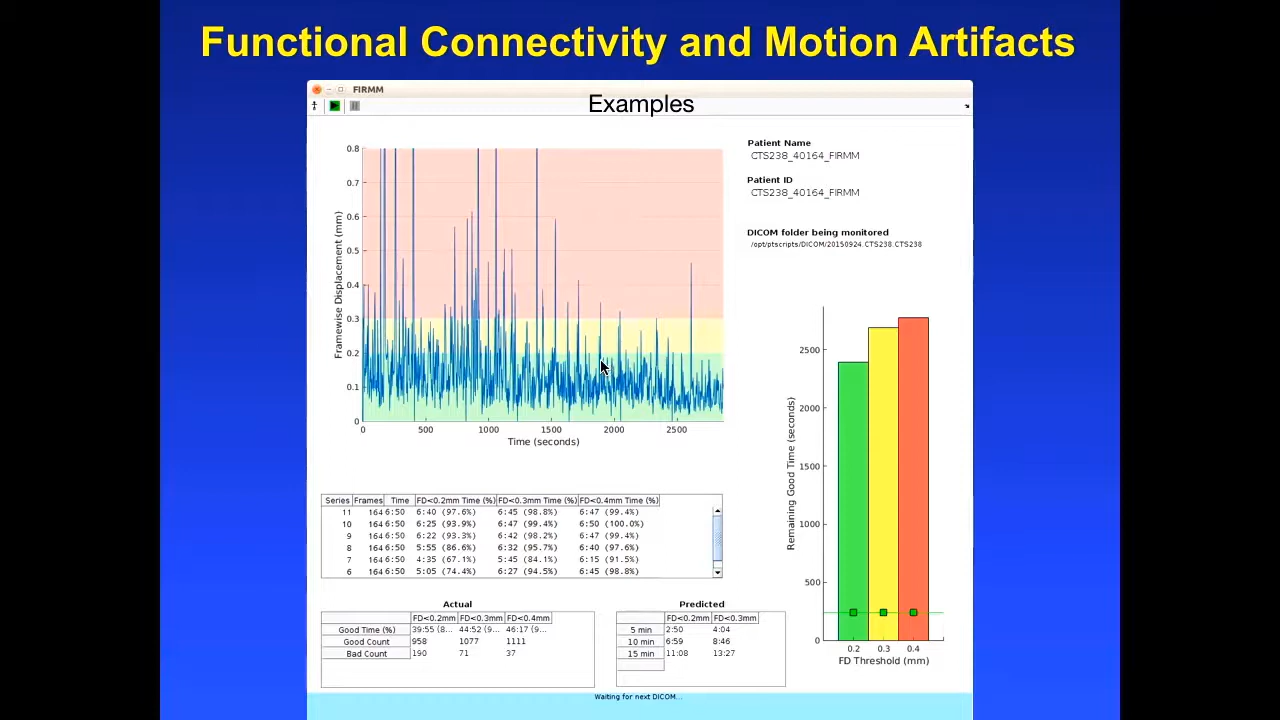 Functional Connectivity and Motion Artifacts
FIRMM
Examples
Patient Name
CTS238_40164_FIRMM
Patient ID
CTS238_40164_FIRMM
DICOM folder being monitored
/opt/ptscripts/DICOM/20150924.CTS238.CTS238
Framewise Displacement (mm)
0.8
0.7
0.6
0.5
0.4
0.3
0.2
0.1
0
0 500 1000 1500 2000 2500
Time (seconds)
Remaining Good Time (seconds)
2500
2000
1500
1000
500
0
0.2 0.3 0.4
FD Threshold (mm)
Series Frames Time FD<0.2mm Time (%) FD<0.3mm Time (%) FD<0.4mm Time (%)
11 164 6:50 6:40 (97.6%) 6:45 (98.8%) 6:47 (99.4%)
10 164 6:50 6:25 (93.9%) 6:47 (99.4%) 6:50 (100.0%)
9 164 6:50 6:22 (93.3%) 6:42 (98.2%) 6:47 (99.4%)
8 164 6:50 5:55 (86.6%) 6:32 (95.7%) 6:40 (97.6%)
7 164 6:50 4:35 (67.1%) 5:45 (84.1%) 6:15 (91.5%)
6 164 6:50 5:05 (74.4%) 6:27 (94.5%) 6:45 (98.8%)
Actual
FD<0.2mm FD<0.3mm FD<0.4mm
Good Time (%) 39:55 (8... 44:52 (9... 46:17 (9...
Good Count 958 1077 1111
Bad Count 190 71 37
Predicted
FD<0.2mm FD<0.3mm
5 min 2:50 4:04
10 min 6:59 8:46
15 min 11:08 13:27
Waiting for next DICOM...